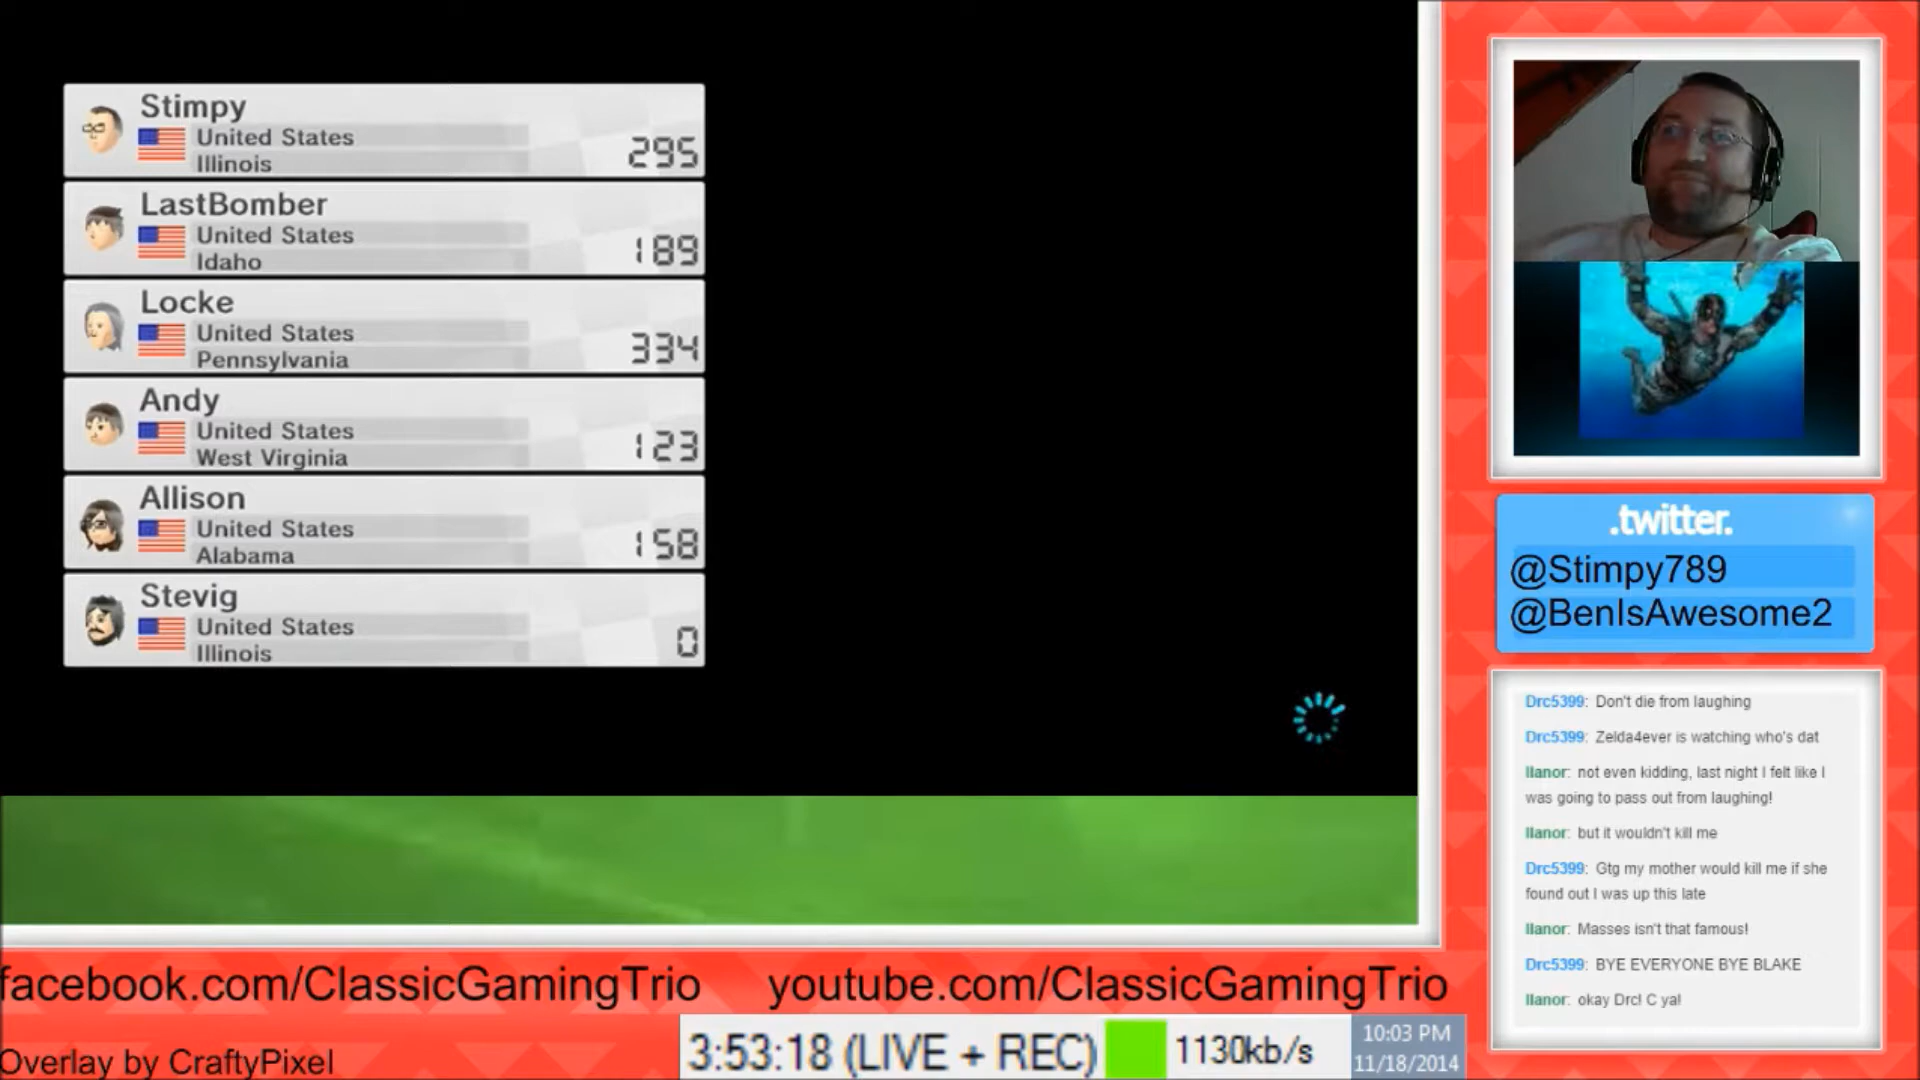 Stimpy
United States
Illinois
295
LastBomber
United States
Idaho
189
Locke
United States
Pennsylvania
334
Andy
United States
West Virginia
123
Allison
United States
Alabama
158
Stevig
United States
Illinois
0
.twitter.
@Stimpy789
@BenIsAwesome2
Drc5399: Don't die from laughing
Drc5399: Zelda4ever is watching who's dat
llanor: not even kidding, last night I felt like I
was going to pass out from laughing!
llanor: but it wouldn't kill me
Drc5399: Gtg my mother would kill me if she
found out I was up this late
llanor: Masses isn't that famous!
Drc5399: BYE EVERYONE BYE BLAKE
llanor: okay Drc! C ya!
facebook.com/ClassicGamingTrio youtube.com/ClassicGamingTrio
Overlay by CraftyPixel
3:53:18 (LIVE + REC) 1130kb/s
10:03 PM
11/18/2014